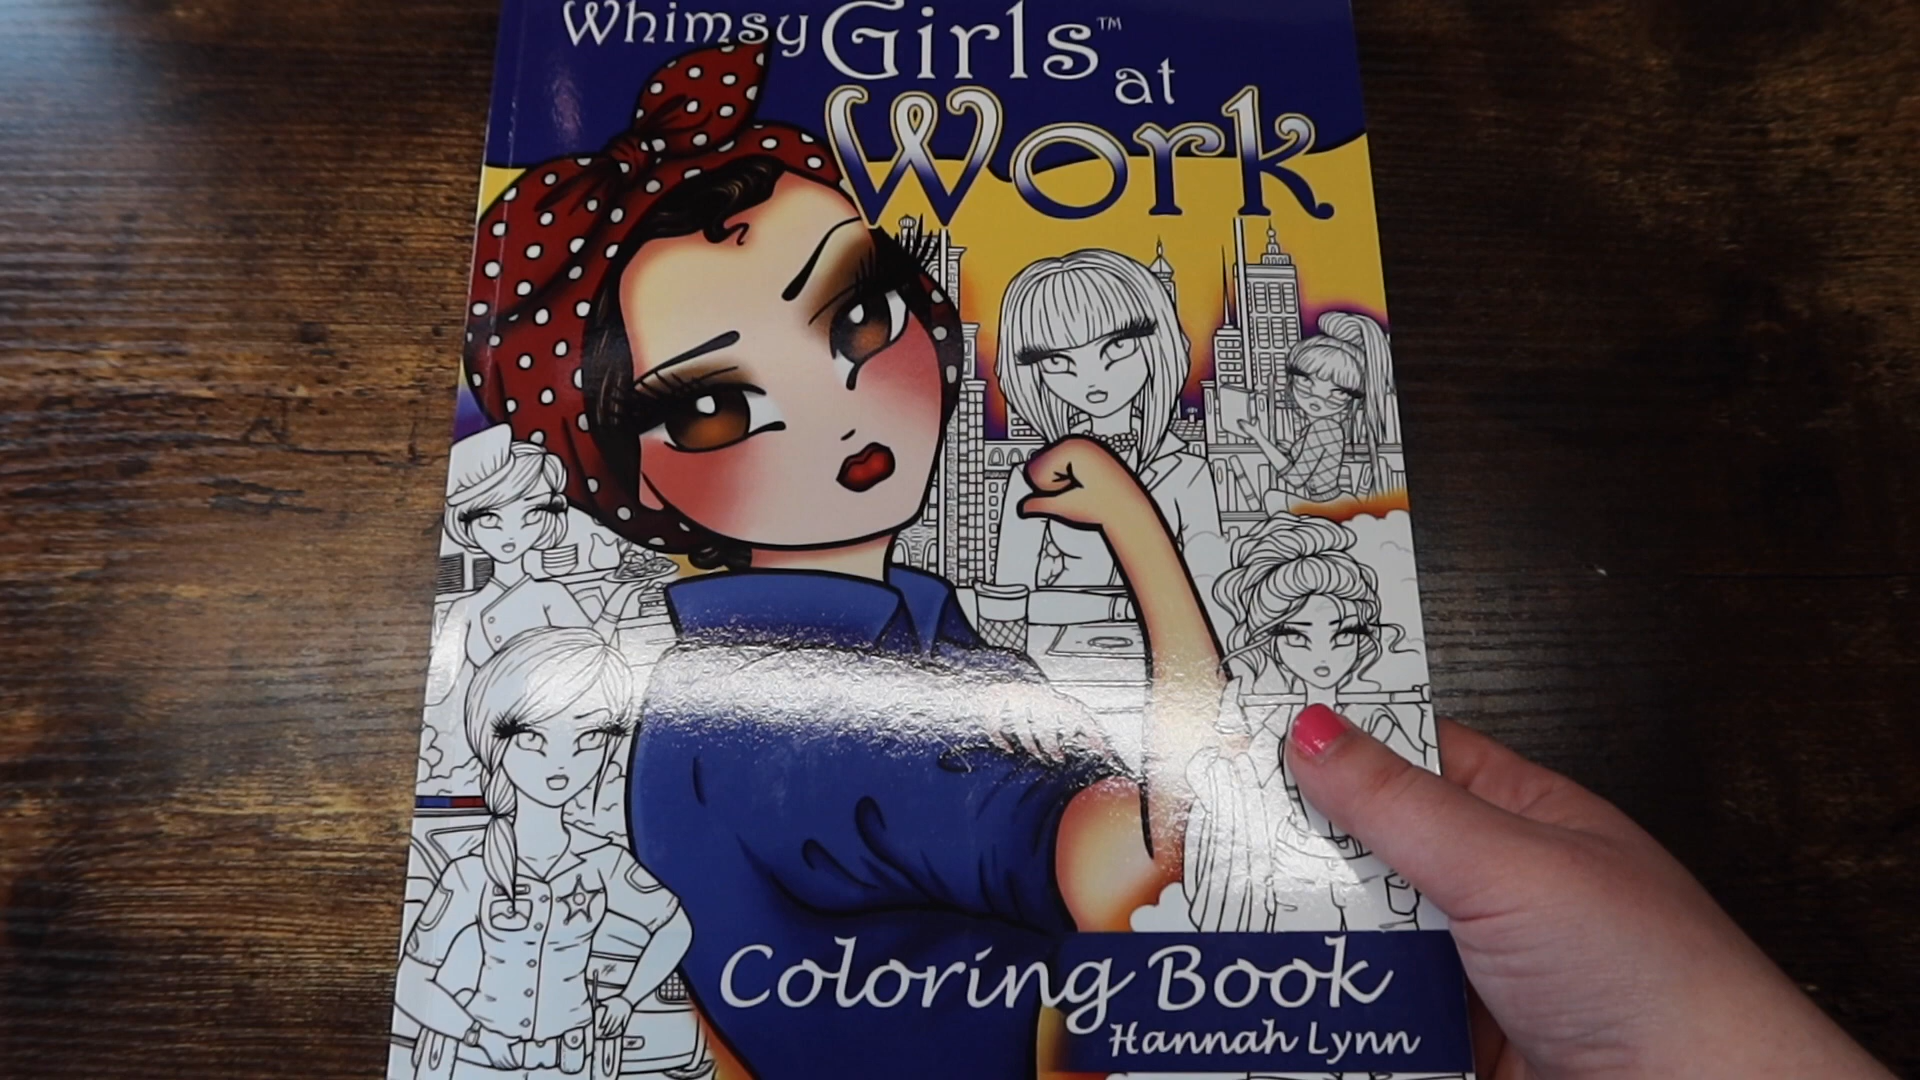 Whimsy Girls™
at
Work
Coloring Book
Hannah Lynn